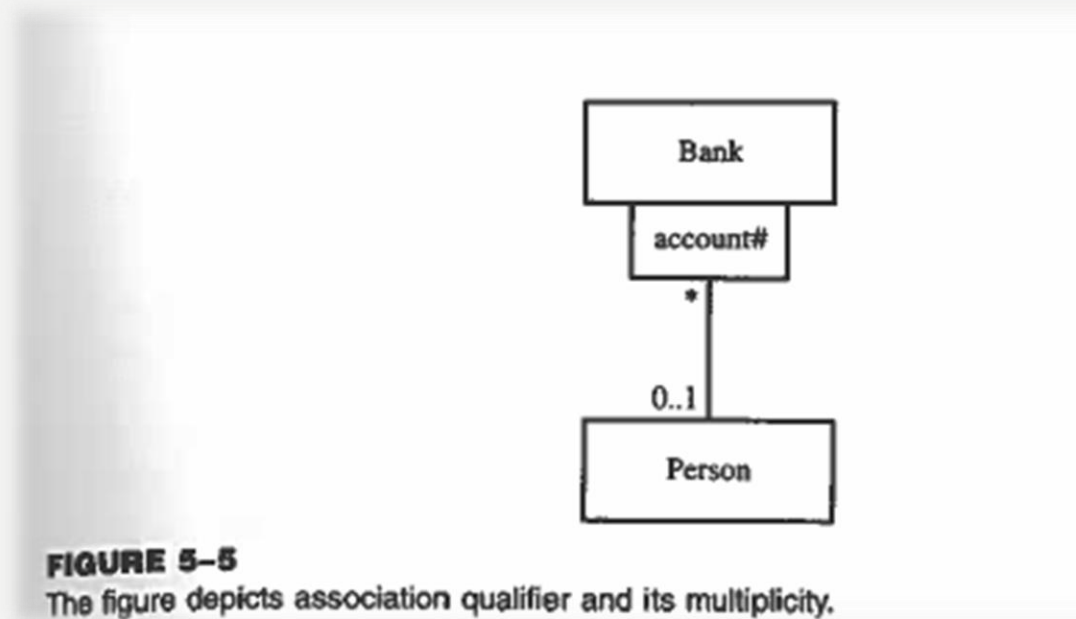 Bank
account#
*
0..1
Person
FIGURE 5–5
The figure depicts association qualifier and its multiplicity.